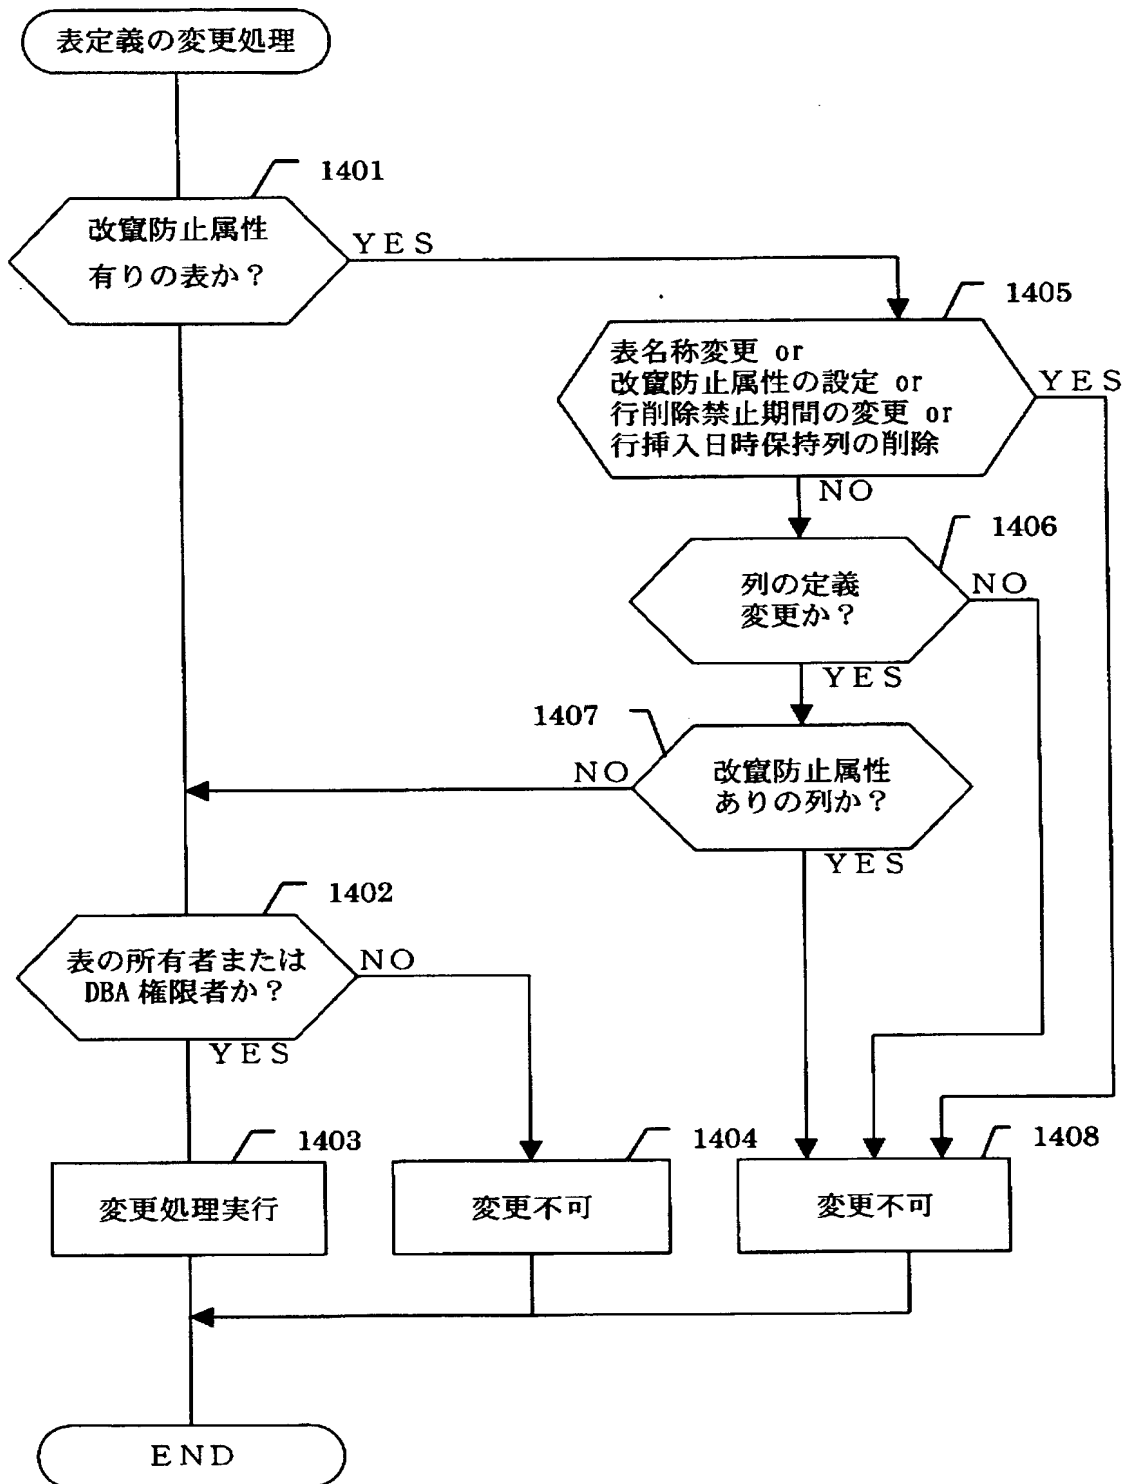 表定義の変更処理
1401
改竄防止属性
有りの表か？
YES
1405
表名称変更 or
改竄防止属性の設定 or
行削除禁止期間の変更 or
行挿入日時保持列の削除
YES
NO
1406
列の定義
変更か？
NO
YES
1407
改竄防止属性
ありの列か？
NO
YES
1402
表の所有者または
DBA 権限者か？
NO
YES
1403
変更処理実行
1404
変更不可
1408
変更不可
END